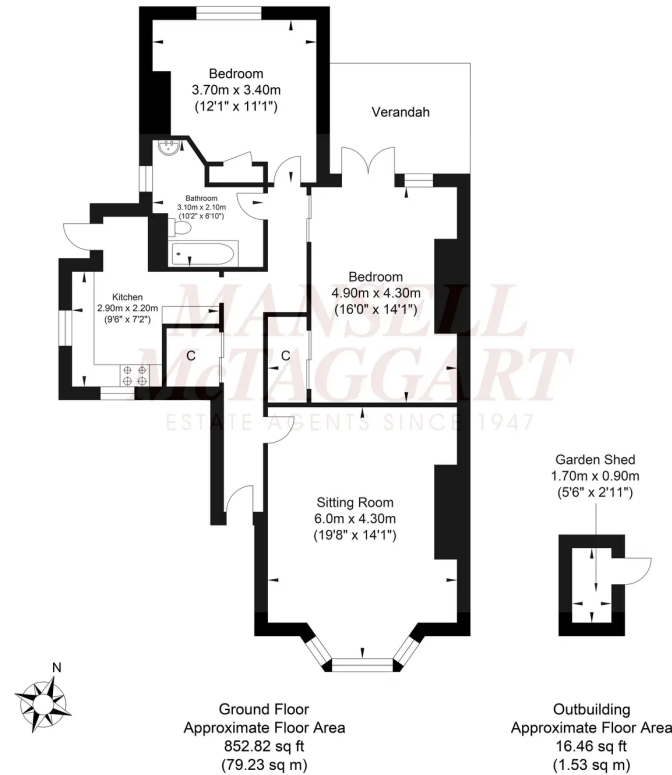 Bedroom
3.70m x 3.40m
(12'1" x 11'1")
Verandah
Bathroom
3.10m x 2.10m
(10'2" x 6'10")
Bedroom
4.90m x 4.30m
(16'0" x 14'1")
Kitchen
2.90m x 2.20m
(9'6" x 7'2")
C
C
MANSELL
McTAGGART
ESTATE AGENTS SINCE 1947
Sitting Room
6.0m x 4.30m
(19'8" x 14'1")
Garden Shed
1.70m x 0.90m
(5'6" x 2'11")
N
Ground Floor
Approximate Floor Area
852.82 sq ft
(79.23 sq m)
Outbuilding
Approximate Floor Area
16.46 sq ft
(1.53 sq m)